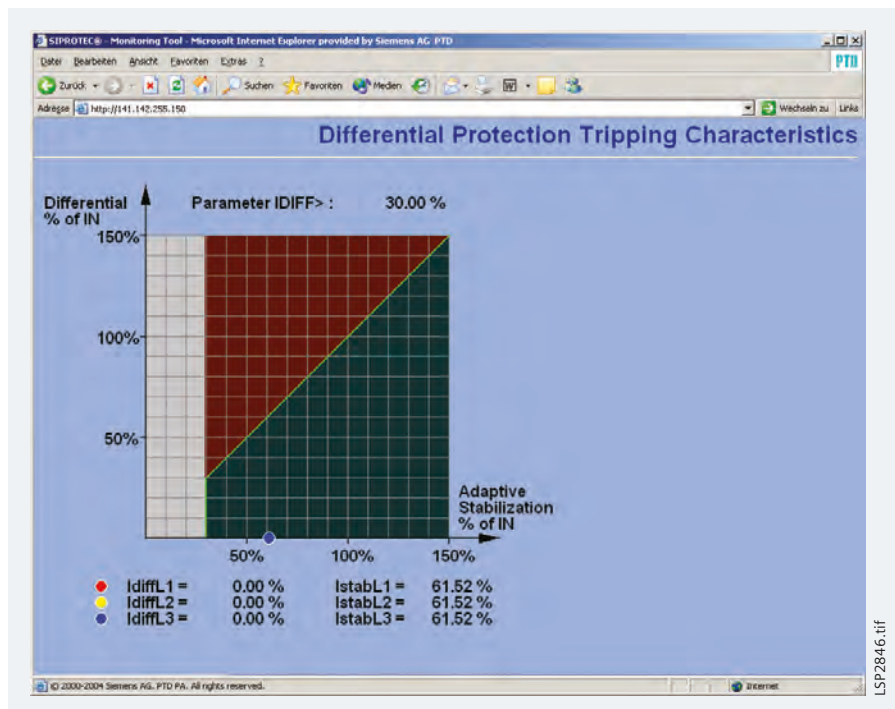 SIPROTEC® - Monitoring Tool - Microsoft Internet Explorer provided by Siemens AG PTD
Datei Bearbeiten Ansicht Favoriten Extras ?
PTD
Zurück Suchen Favoriten Medien
Adresse http://141.142.255.150 Wechseln zu Links
Differential Protection Tripping Characteristics
Differential
% of IN
Parameter IDIFF> : 30.00 %
150%
100%
50%
Adaptive
Stabilization
% of IN
50% 100% 150%
IdiffL1 = 0.00 % IstabL1 = 61.52 %
IdiffL2 = 0.00 % IstabL2 = 61.52 %
IdiffL3 = 0.00 % IstabL3 = 61.52 %
© 2000-2004 Siemens AG. PTD PA. All rights reserved. Internet
LSP2846.tif